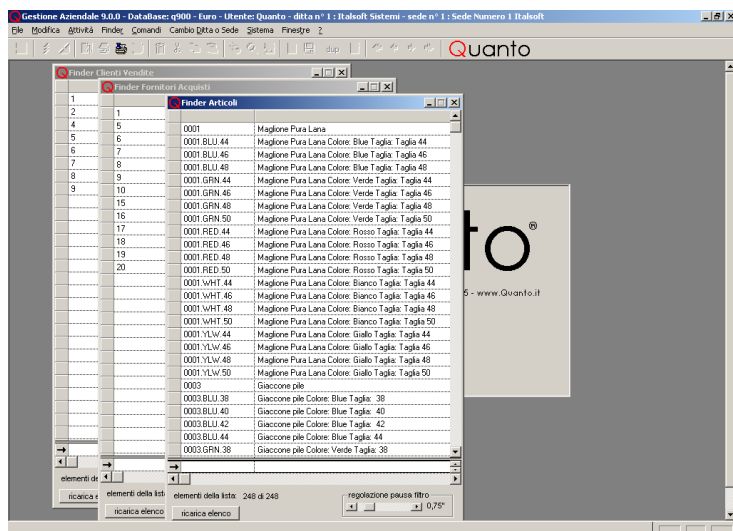 Gestione Aziendale 9.0.0 - DataBase: q900 - Euro - Utente: Quanto - ditta n° 1 : Italsoft Sistemi - sede n° 1 : Sede Numero 1 Italsoft
File Modifica Attività Finder Comandi Cambio Ditta o Sede Sistema Finestre ?
dup
Quanto
Finder Clienti Vendite
1
2
4
5
6
7
8
9
elementi de
ricarica e
Finder Fornitori Acquisti
1
5
6
7
8
9
10
15
16
17
18
19
20
elementi della list
ricarica elenco
Finder Articoli
0001 Maglione Pura Lana
0001.BLU.44 Maglione Pura Lana Colore: Blue Taglia: Taglia 44
0001.BLU.46 Maglione Pura Lana Colore: Blue Taglia: Taglia 46
0001.BLU.48 Maglione Pura Lana Colore: Blue Taglia: Taglia 48
0001.GRN.44 Maglione Pura Lana Colore: Verde Taglia: Taglia 44
0001.GRN.46 Maglione Pura Lana Colore: Verde Taglia: Taglia 46
0001.GRN.48 Maglione Pura Lana Colore: Verde Taglia: Taglia 48
0001.GRN.50 Maglione Pura Lana Colore: Verde Taglia: Taglia 50
0001.RED.44 Maglione Pura Lana Colore: Rosso Taglia: Taglia 44
0001.RED.46 Maglione Pura Lana Colore: Rosso Taglia: Taglia 46
0001.RED.48 Maglione Pura Lana Colore: Rosso Taglia: Taglia 48
0001.RED.50 Maglione Pura Lana Colore: Rosso Taglia: Taglia 50
0001.WHT.44 Maglione Pura Lana Colore: Bianco Taglia: Taglia 44
0001.WHT.46 Maglione Pura Lana Colore: Bianco Taglia: Taglia 46
0001.WHT.48 Maglione Pura Lana Colore: Bianco Taglia: Taglia 48
0001.WHT.50 Maglione Pura Lana Colore: Bianco Taglia: Taglia 50
0001.YLW.44 Maglione Pura Lana Colore: Giallo Taglia: Taglia 44
0001.YLW.46 Maglione Pura Lana Colore: Giallo Taglia: Taglia 46
0001.YLW.48 Maglione Pura Lana Colore: Giallo Taglia: Taglia 48
0001.YLW.50 Maglione Pura Lana Colore: Giallo Taglia: Taglia 50
0003 Giaccone pile
0003.BLU.38 Giaccone pile Colore: Blue Taglia: 38
0003.BLU.40 Giaccone pile Colore: Blue Taglia: 40
0003.BLU.42 Giaccone pile Colore: Blue Taglia: 42
0003.BLU.44 Giaccone pile Colore: Blue Taglia: 44
0003.GRN.38 Giaccone pile Colore: Verde Taglia: 38
elementi della lista: 248 di 248
regolazione pausa filtro
0,75"
ricarica elenco
to®
5 - www.Quanto.it